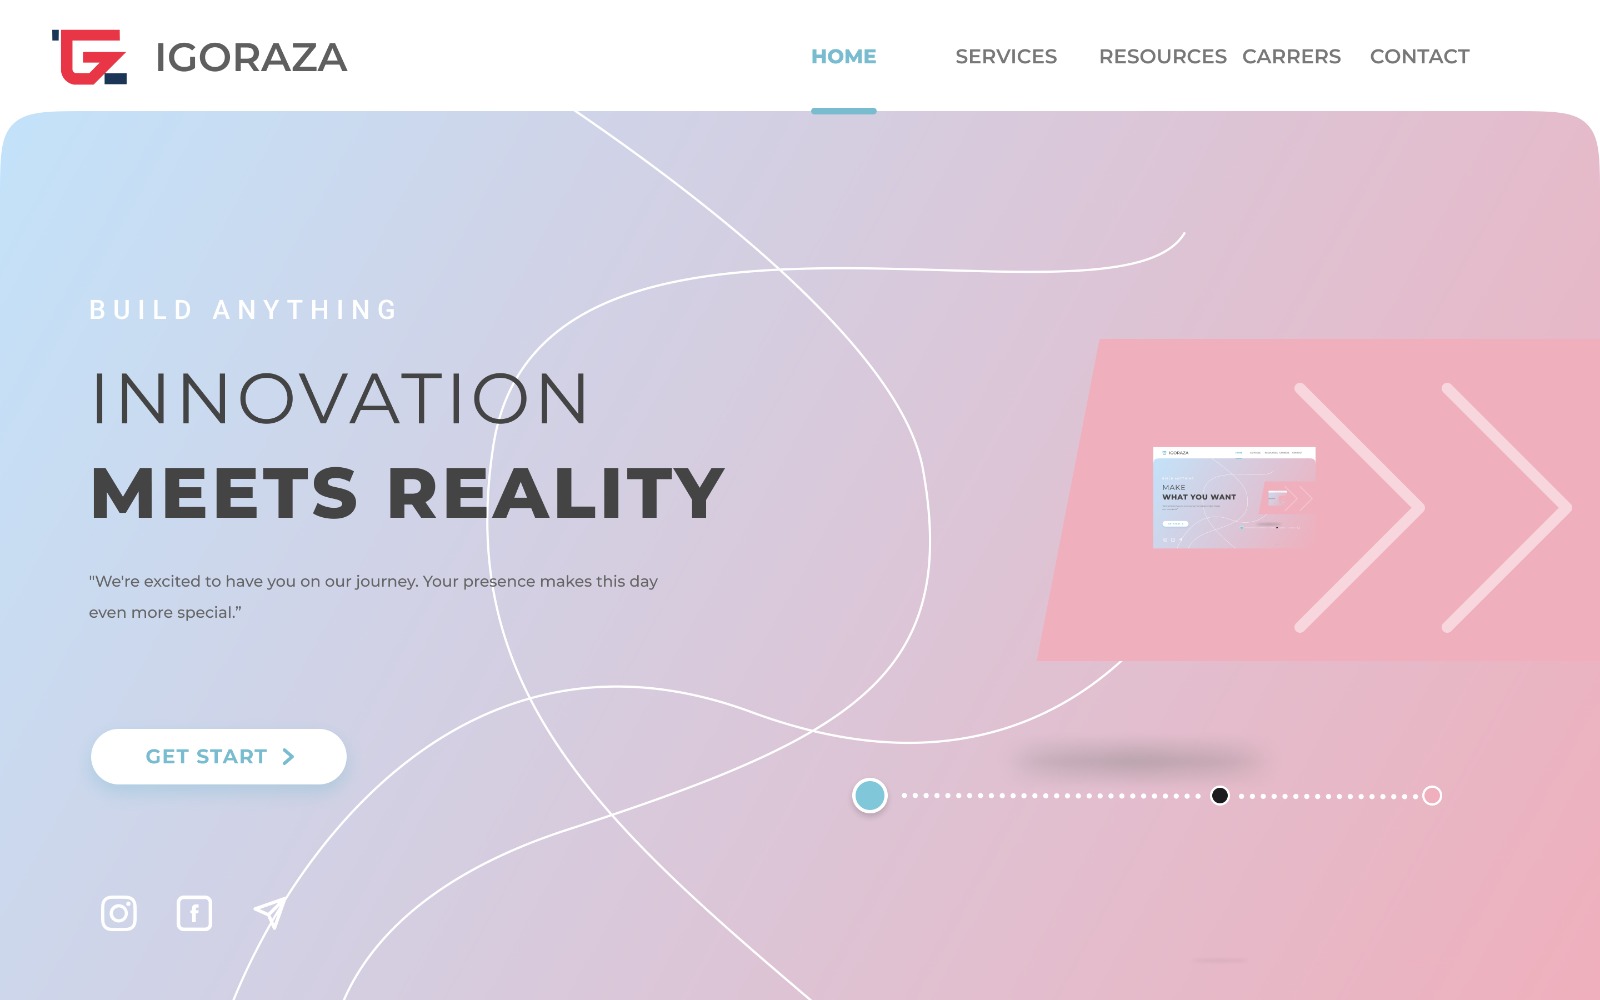 IGORAZA
HOME SERVICES RESOURCES CARRERS CONTACT
BUILD ANYTHING
INNOVATION
MEETS REALITY
"We're excited to have you on our journey. Your presence makes this day
even more special.”
GET START
IGORAZA
MAKE
WHAT YOU WANT